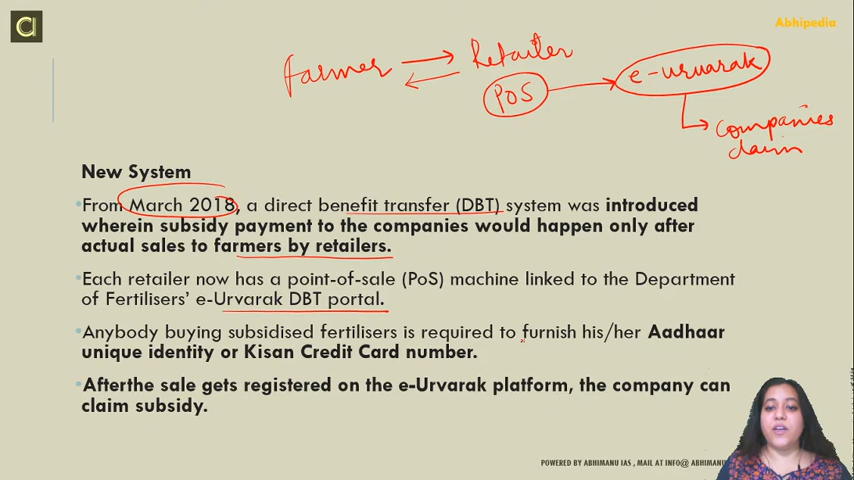 Abhipedia
Farmer
Retailer
PoS
e-urvarak
companies
claim
New System
•From March 2018, a direct benefit transfer (DBT) system was introduced
wherein subsidy payment to the companies would happen only after
actual sales to farmers by retailers.
•Each retailer now has a point-of-sale (PoS) machine linked to the Department
of Fertilisers’ e-Urvarak DBT portal.
•Anybody buying subsidised fertilisers is required to furnish his/her Aadhaar
unique identity or Kisan Credit Card number.
•Afterthe sale gets registered on the e-Urvarak platform, the company can
claim subsidy.
POWERED BY ABHIMANU IAS , MAIL AT INFO@ ABHIMANU